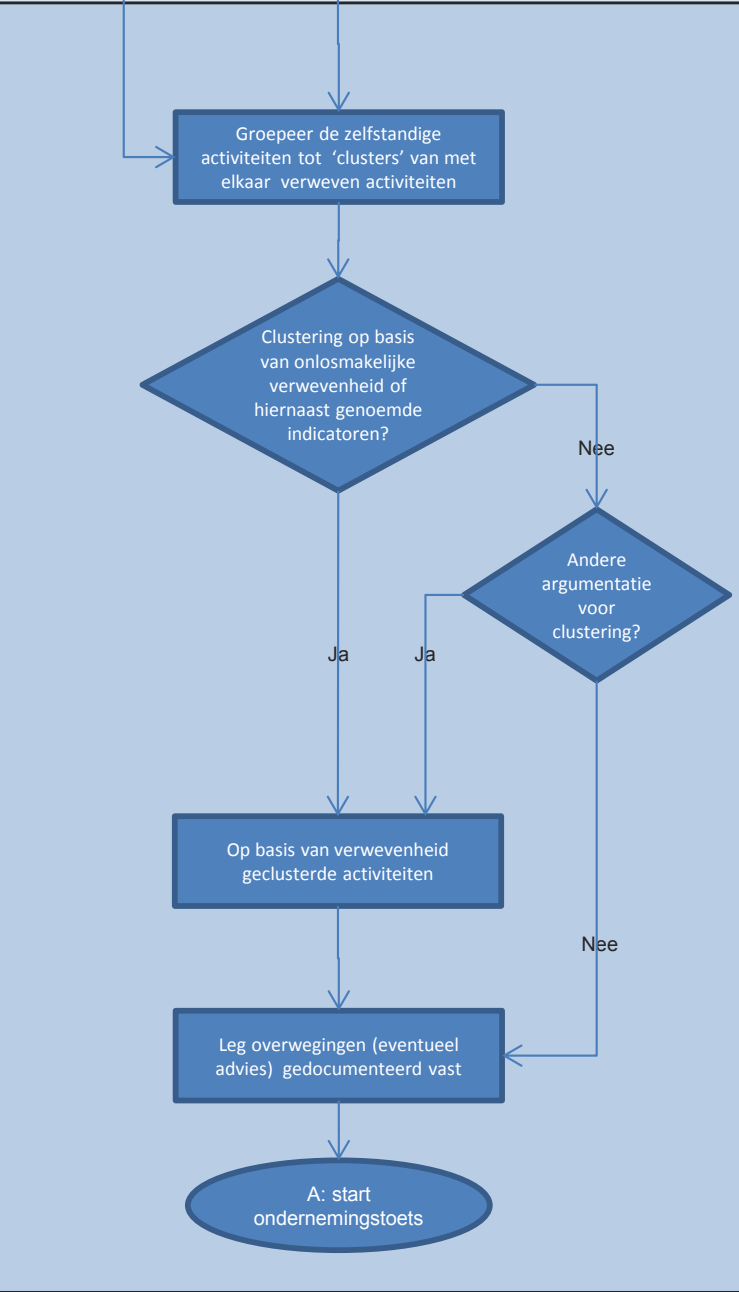 Groepeer de zelfstandige
activiteiten tot ‘clusters’ van met
elkaar verweven activiteiten
Clustering op basis
van onlosmakelijke
verwevenheid of
hiernaast genoemde
indicatoren?
Nee
Andere
argumentatie
voor
clustering?
Ja
Ja
Op basis van verwevenheid
geclusterde activiteiten
Nee
Leg overwegingen (eventueel
advies) gedocumenteerd vast
A: start
ondernemingstoets